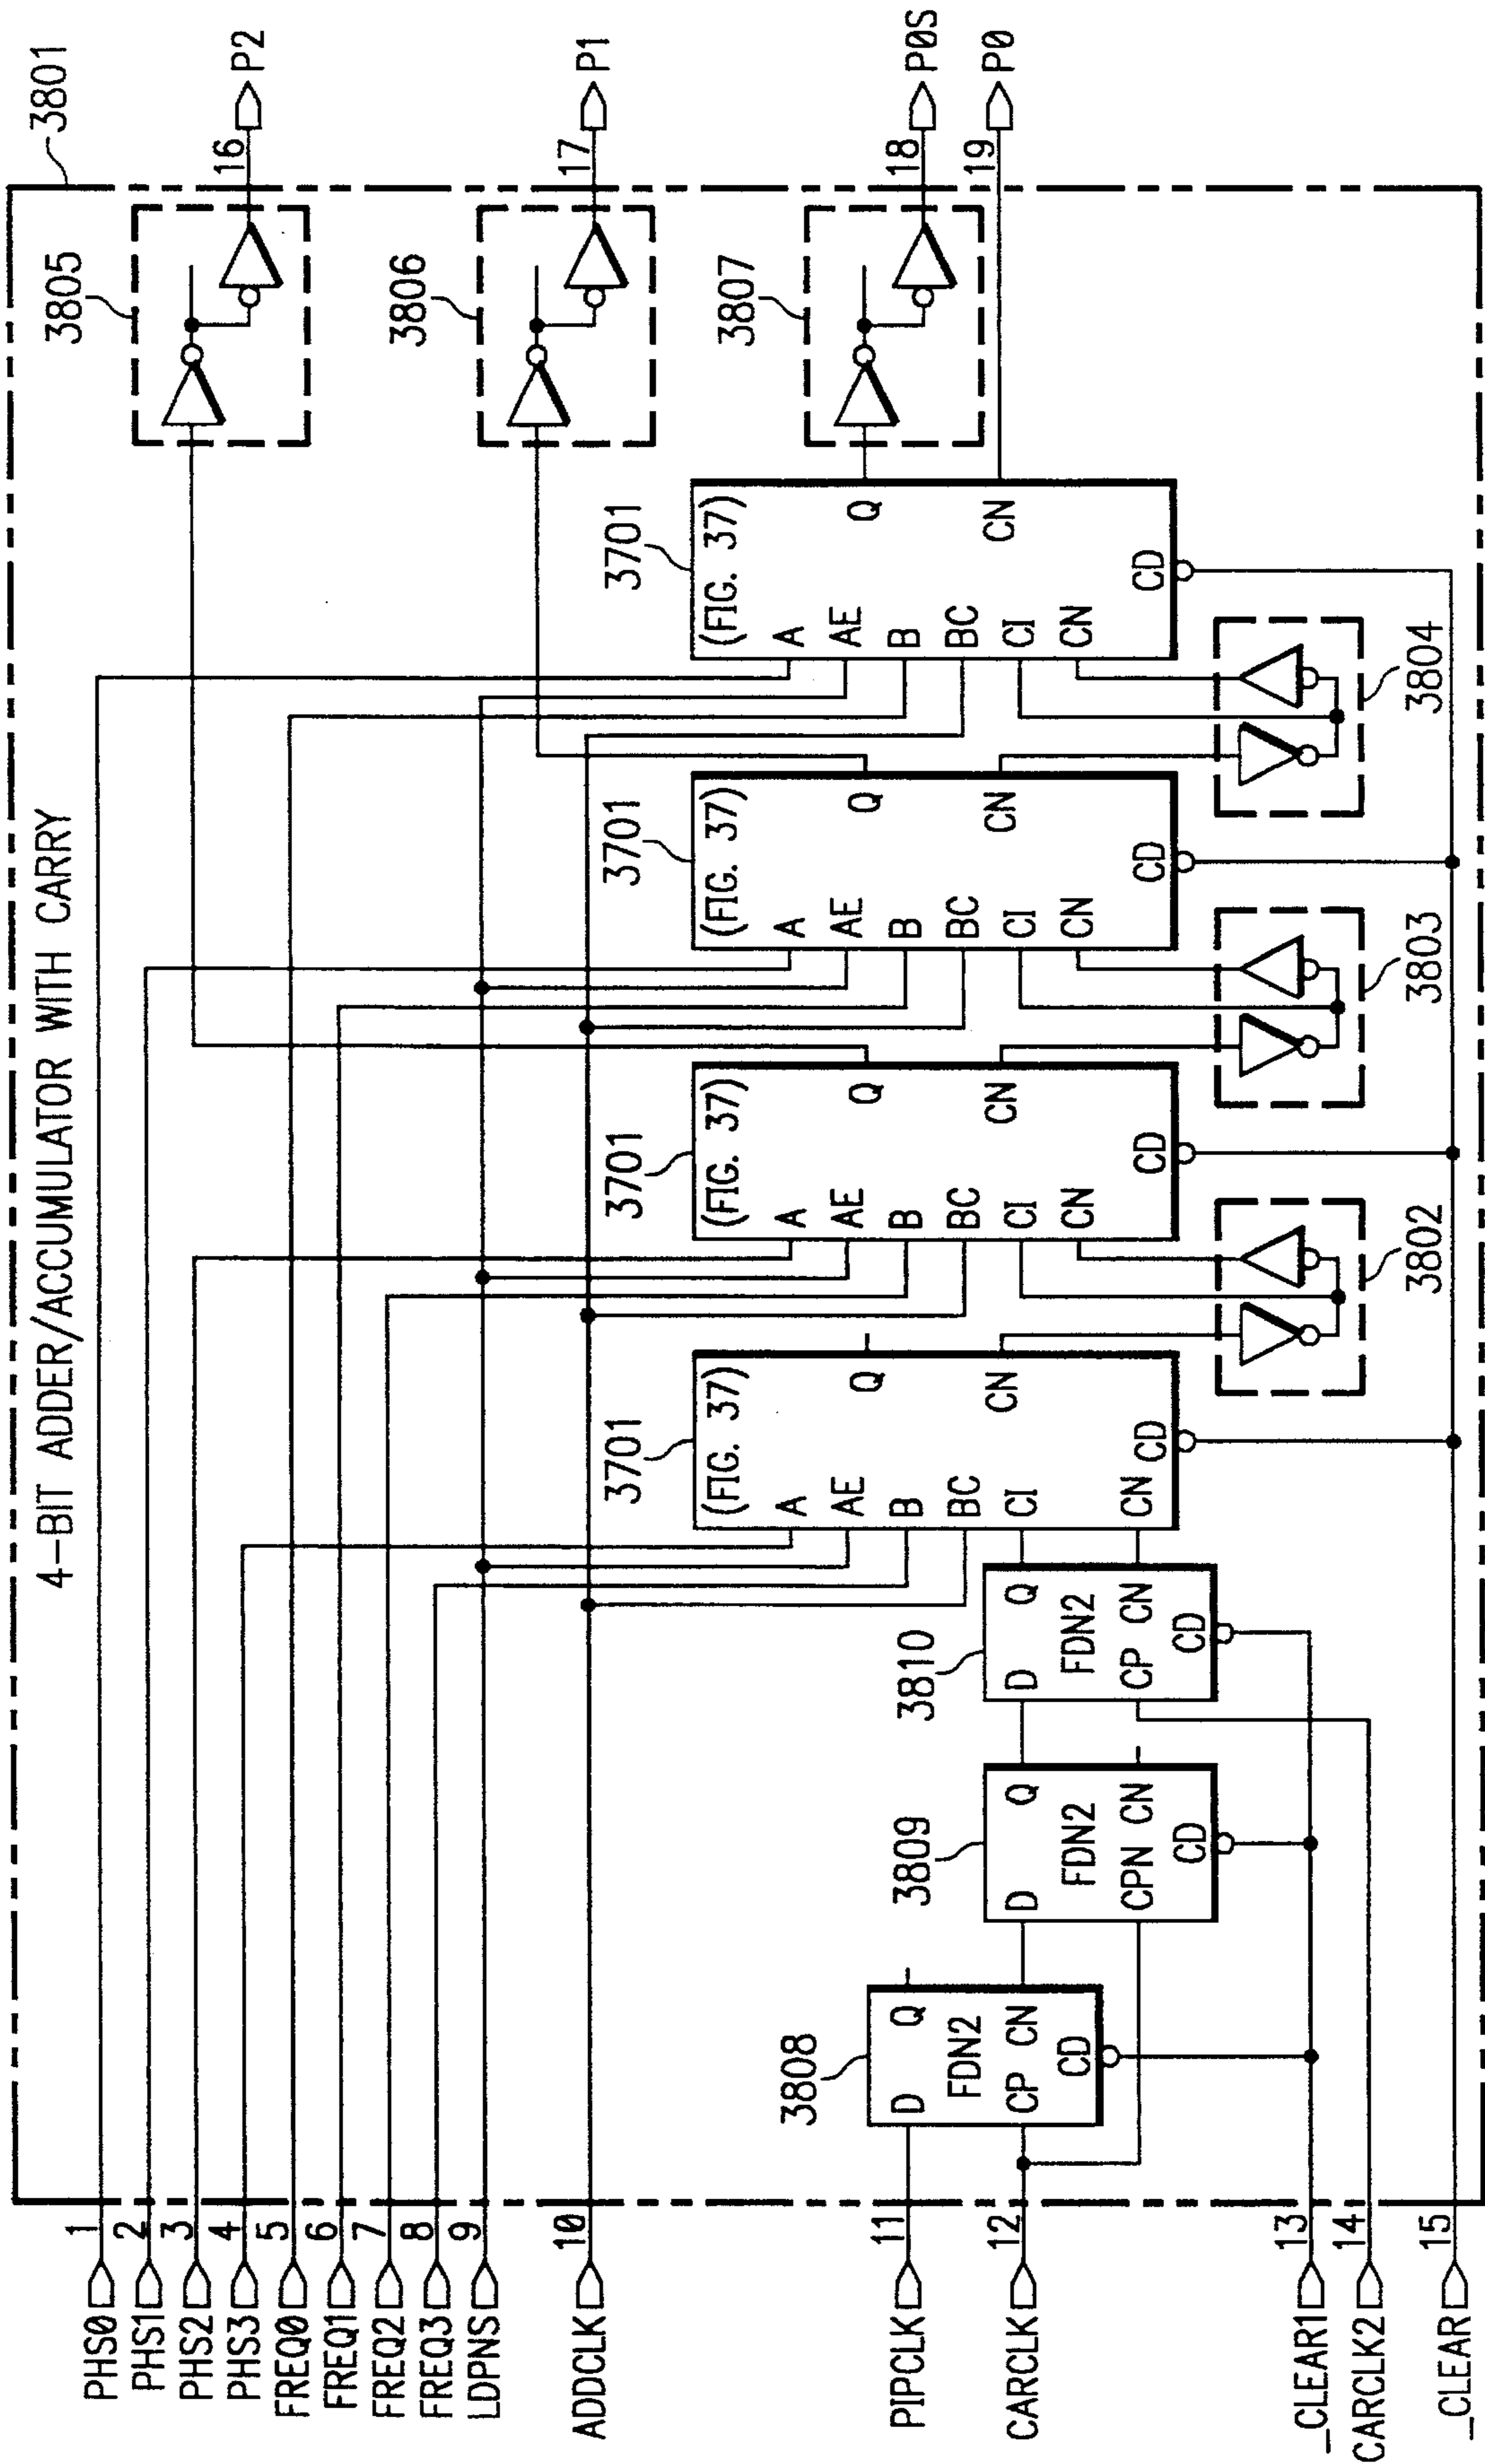 4-BIT ADDER/ACCUMULATOR WITH CARRY
3801
PHS0 1
PHS1 2
PHS2 3
PHS3 4
FREQ0 5
FREQ1 6
FREQ2 7
FREQ3 8
LDPNS 9
ADDCLK 10
PIPCLK 11
CARCLK 12
_CLEAR1 13
CARCLK2 14
_CLEAR 15
3808
D Q
FDN2
CP CN
CD
3809
D Q
FDN2
CPN CN
CD
3810
D Q
FDN2
CP CN
CD
3701
(FIG. 37)
A
AE
B
BC
CI
CN
Q
CN
CD
3802
3701
(FIG. 37)
A
AE
B
BC
CI
CN
Q
CN
CD
3803
3701
(FIG. 37)
A
AE
B
BC
CI
CN
Q
CN
CD
3804
3701
(FIG. 37)
A
AE
B
BC
CI
CN
Q
CN
CD
3805
3806
3807
16 P2
17 P1
18 P0S
19 P0